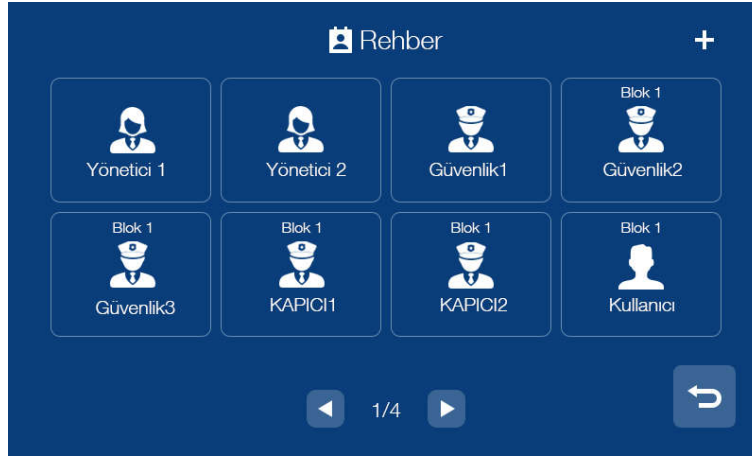 Rehber
Yönetici 1
Yönetici 2
Güvenlik1
Blok 1
Güvenlik2
Blok 1
Güvenlik3
Blok 1
KAPICI1
Blok 1
KAPICI2
Blok 1
Kullanıcı
1/4